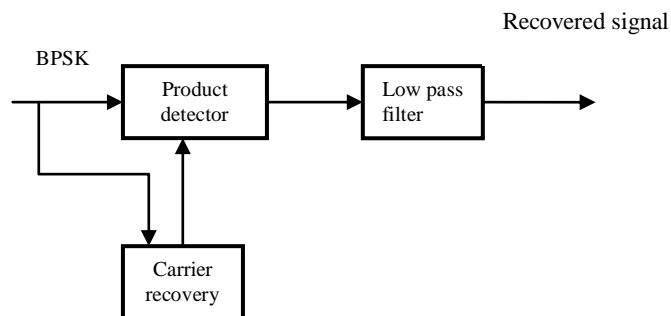 Recovered signal
BPSK
Product
detector
Low pass
filter
Carrier
recovery